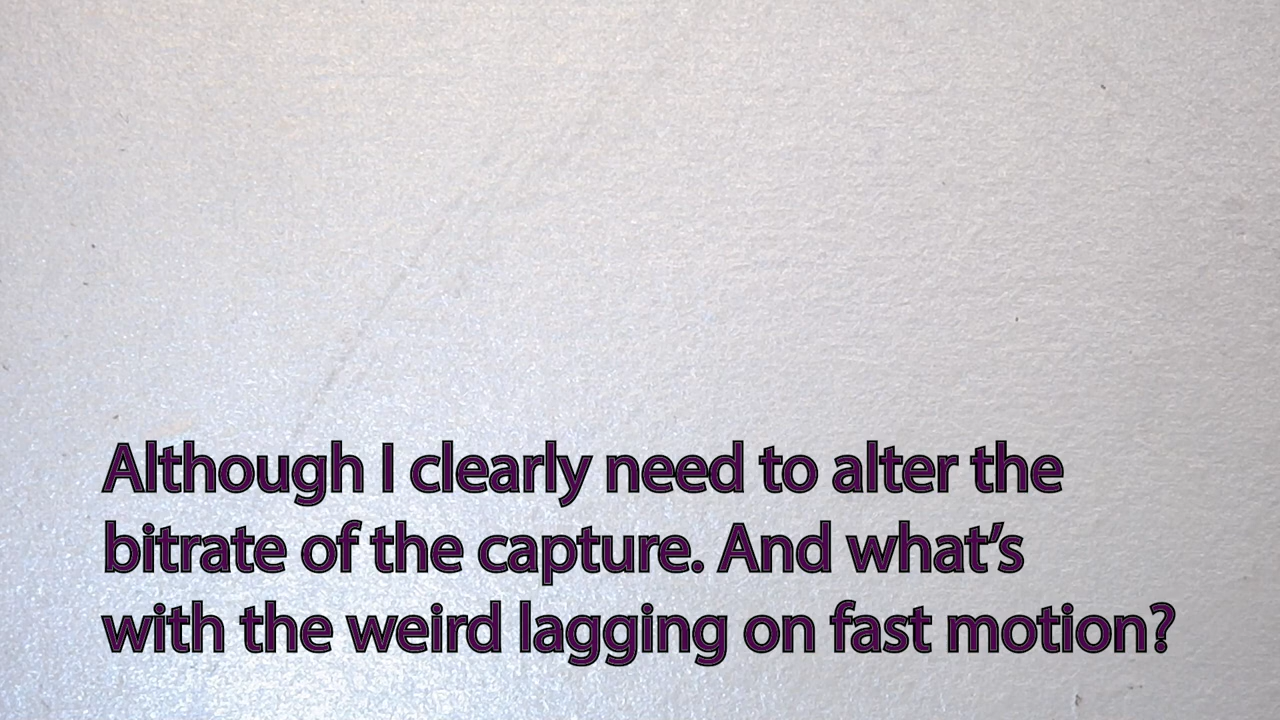 Although I clearly need to alter the
bitrate of the capture. And what’s
with the weird lagging on fast motion?